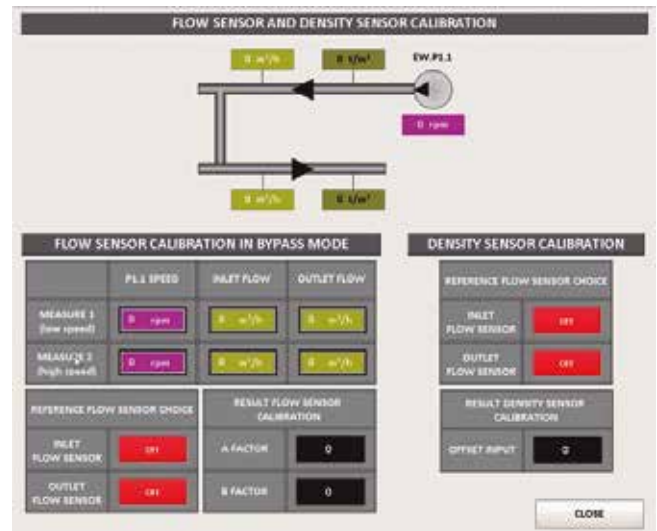 FLOW SENSOR AND DENSITY SENSOR CALIBRATION
0 m³/h
0 t/m³
EW.P1.1
0 rpm
0 m³/h
0 t/m³
FLOW SENSOR CALIBRATION IN BYPASS MODE
P1.1 SPEED
INLET FLOW
OUTLET FLOW
MEASURE 1
(low speed)
0 rpm
0 m³/h
0 m³/h
MEASURE 2
(high speed)
0 rpm
0 m³/h
0 m³/h
REFERENCE FLOW SENSOR CHOICE
INLET
FLOW SENSOR
OFF
OUTLET
FLOW SENSOR
OFF
RESULT FLOW SENSOR
CALIBRATION
A FACTOR
0
B FACTOR
0
DENSITY SENSOR CALIBRATION
REFERENCE FLOW SENSOR CHOICE
INLET
FLOW SENSOR
OFF
OUTLET
FLOW SENSOR
OFF
RESULT DENSITY SENSOR
CALIBRATION
OFFSET INPUT
0
CLOSE